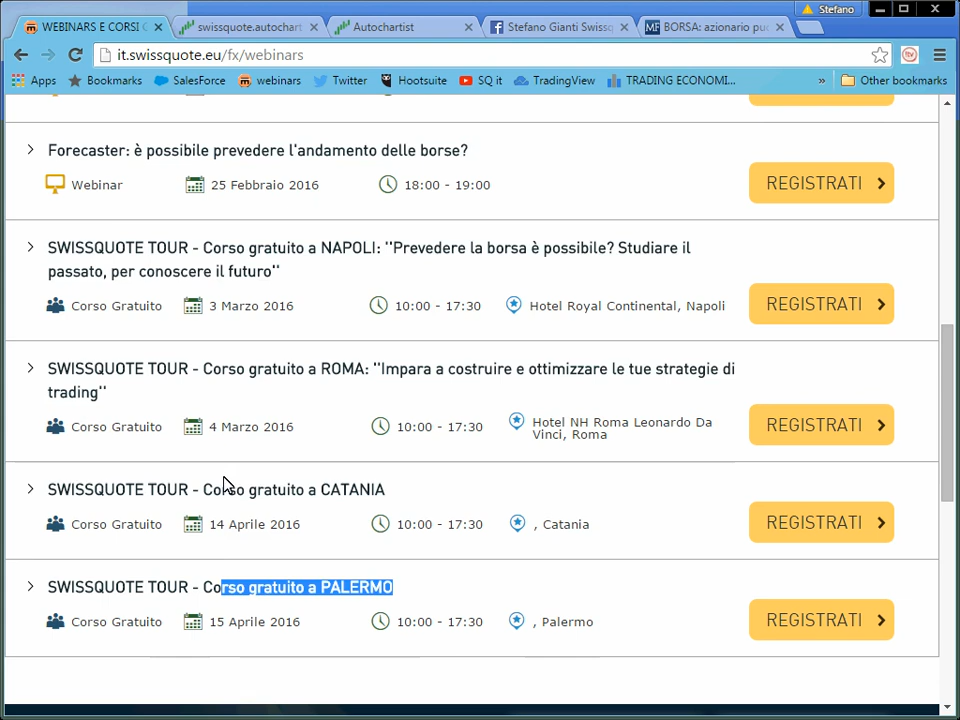 Stefano
WEBINARS E CORSI G
swissquote.autochart
Autochartist
Stefano Gianti Swissq
BORSA: azionario pu
it.swissquote.eu/fx/webinars
Apps
Bookmarks
SalesForce
webinars
Twitter
Hootsuite
SQ it
TradingView
TRADING ECONOMI...
»
Other bookmarks
Forecaster: è possibile prevedere l'andamento delle borse?
Webinar
25 Febbraio 2016
18:00 - 19:00
REGISTRATI
SWISSQUOTE TOUR - Corso gratuito a NAPOLI: ''Prevedere la borsa è possibile? Studiare il
passato, per conoscere il futuro''
Corso Gratuito
3 Marzo 2016
10:00 - 17:30
Hotel Royal Continental, Napoli
REGISTRATI
SWISSQUOTE TOUR - Corso gratuito a ROMA: ''Impara a costruire e ottimizzare le tue strategie di
trading''
Corso Gratuito
4 Marzo 2016
10:00 - 17:30
Hotel NH Roma Leonardo Da
Vinci, Roma
REGISTRATI
SWISSQUOTE TOUR - Corso gratuito a CATANIA
Corso Gratuito
14 Aprile 2016
10:00 - 17:30
, Catania
REGISTRATI
SWISSQUOTE TOUR - Corso gratuito a PALERMO
Corso Gratuito
15 Aprile 2016
10:00 - 17:30
, Palermo
REGISTRATI